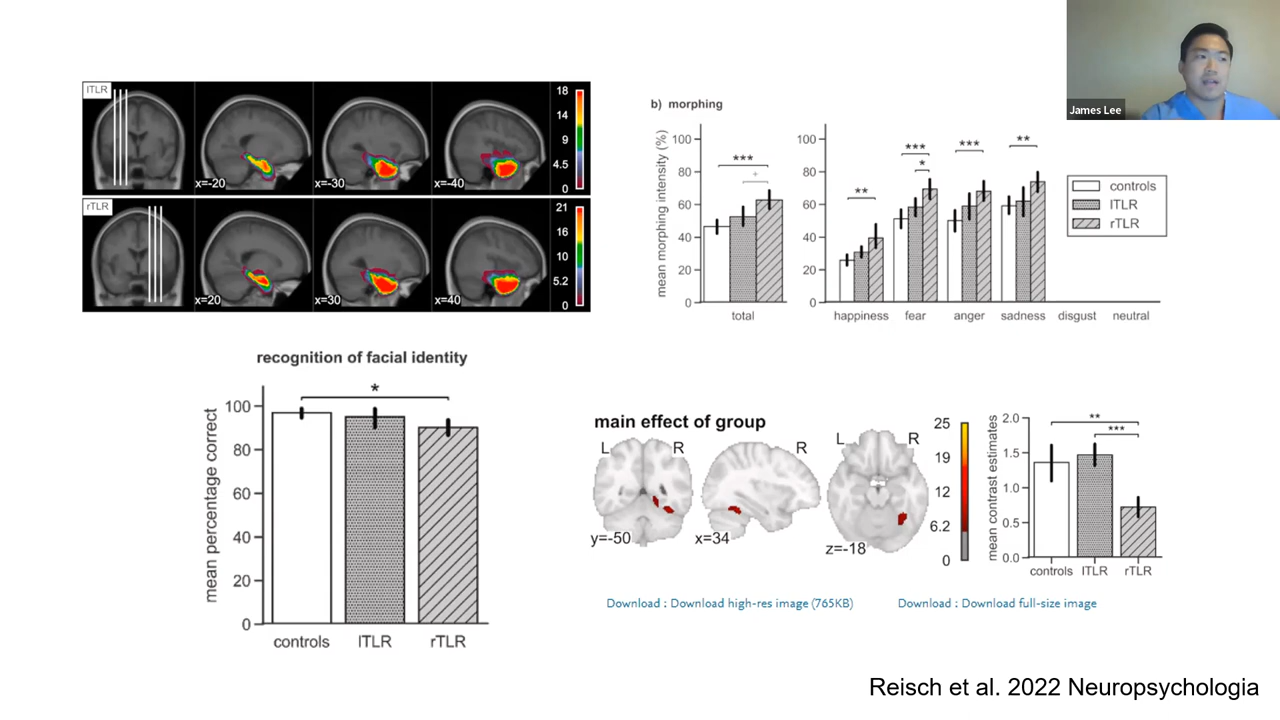 lTLR
x=-20
x=-30
x=-40
18
14
9
4.5
0
rTLR
x=20
x=30
x=40
21
16
10
5.2
0
b) morphing
mean morphing intensity (%)
100
80
60
40
20
0
***
+
total
100
80
60
40
20
0
**
***
*
***
**
happiness fear anger sadness disgust neutral
controls
lTLR
rTLR
James Lee
recognition of facial identity
mean percentage correct
100
80
60
40
20
0
*
controls lTLR rTLR
main effect of group
L R
y=-50
R
x=34
L R
z=-18
25
19
12
6.2
0
mean contrast estimates
2.0
1.5
1.0
0.5
0.0
**
***
controls lTLR rTLR
Download : Download high-res image (765KB)
Download : Download full-size image
Reisch et al. 2022 Neuropsychologia